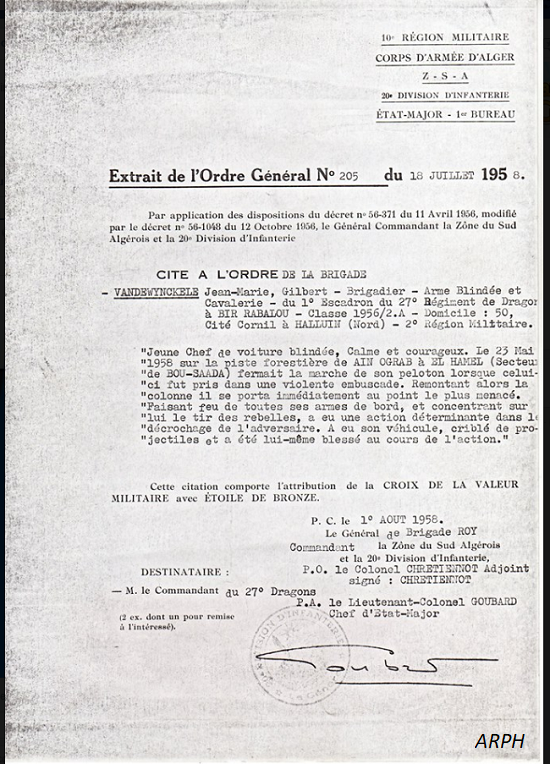 10e RÉGION MILITAIRE
CORPS D'ARMÉE D'ALGER
Z - S - A
20e DIVISION D'INFANTERIE
ÉTAT-MAJOR - 1er BUREAU
Extrait de l'Ordre Général No 205 du 18 JUILLET 1958.
Par application des dispositions du décret no 56-371 du 11 Avril 1956, modifié
par le décret no 56-1048 du 12 Octobre 1956, le Général Commandant la Zône du Sud
Algérois et la 20e Division d'Infanterie
CITE A L'ORDRE DE LA BRIGADE
- VANDEWYNCKELE Jean-Marie, Gilbert - Brigadier - Arme Blindée et
Cavalerie - du 1° Escadron du 27° Régiment de Dragon
à BIR RABALOU - Classe 1956/2.A - Domicile : 50,
Cité Cornil à HALLUIN (Nord) - 2° Région Militaire.
"Jeune Chef de voiture blindée, Calme et courageux. Le 23 Mai
"1958 sur la piste forestière de AIN OGRAB à EL HAMEL (Secteur
"de BOU-SAADA) fermait la marche de son peloton lorsque celui-
"ci fut pris dans une violente embuscade. Remontant alors la
"colonne il se porta immédiatement au point le plus menacé.
"Faisant feu de toutes ses armes de bord, et concentrant sur
"lui le tir des rebelles, a eu une action déterminante dans le
"décrochage de l'adversaire. A eu son véhicule, criblé de pro-
"jectiles et a été lui-même blessé au cours de l'action."
Cette citation comporte l'attribution de la CROIX DE LA VALEUR
MILITAIRE avec ÉTOILE DE BRONZE.
P. C. le 1° AOUT 1958.
Le Général de Brigade ROY
Commandant la Zône du Sud Algérois
et la 20e Division d'Infanterie,
P.O. le Colonel CHRETIENNOT Adjoint
signé : CHRETIENNOT
DESTINATAIRE :
— M. le Commandant du 27° Dragons
P.A. le Lieutenant-Colonel GOUBARD
Chef d'Etat-Major
(2 ex. dont un pour remise
à l'intéressé).
ARPH